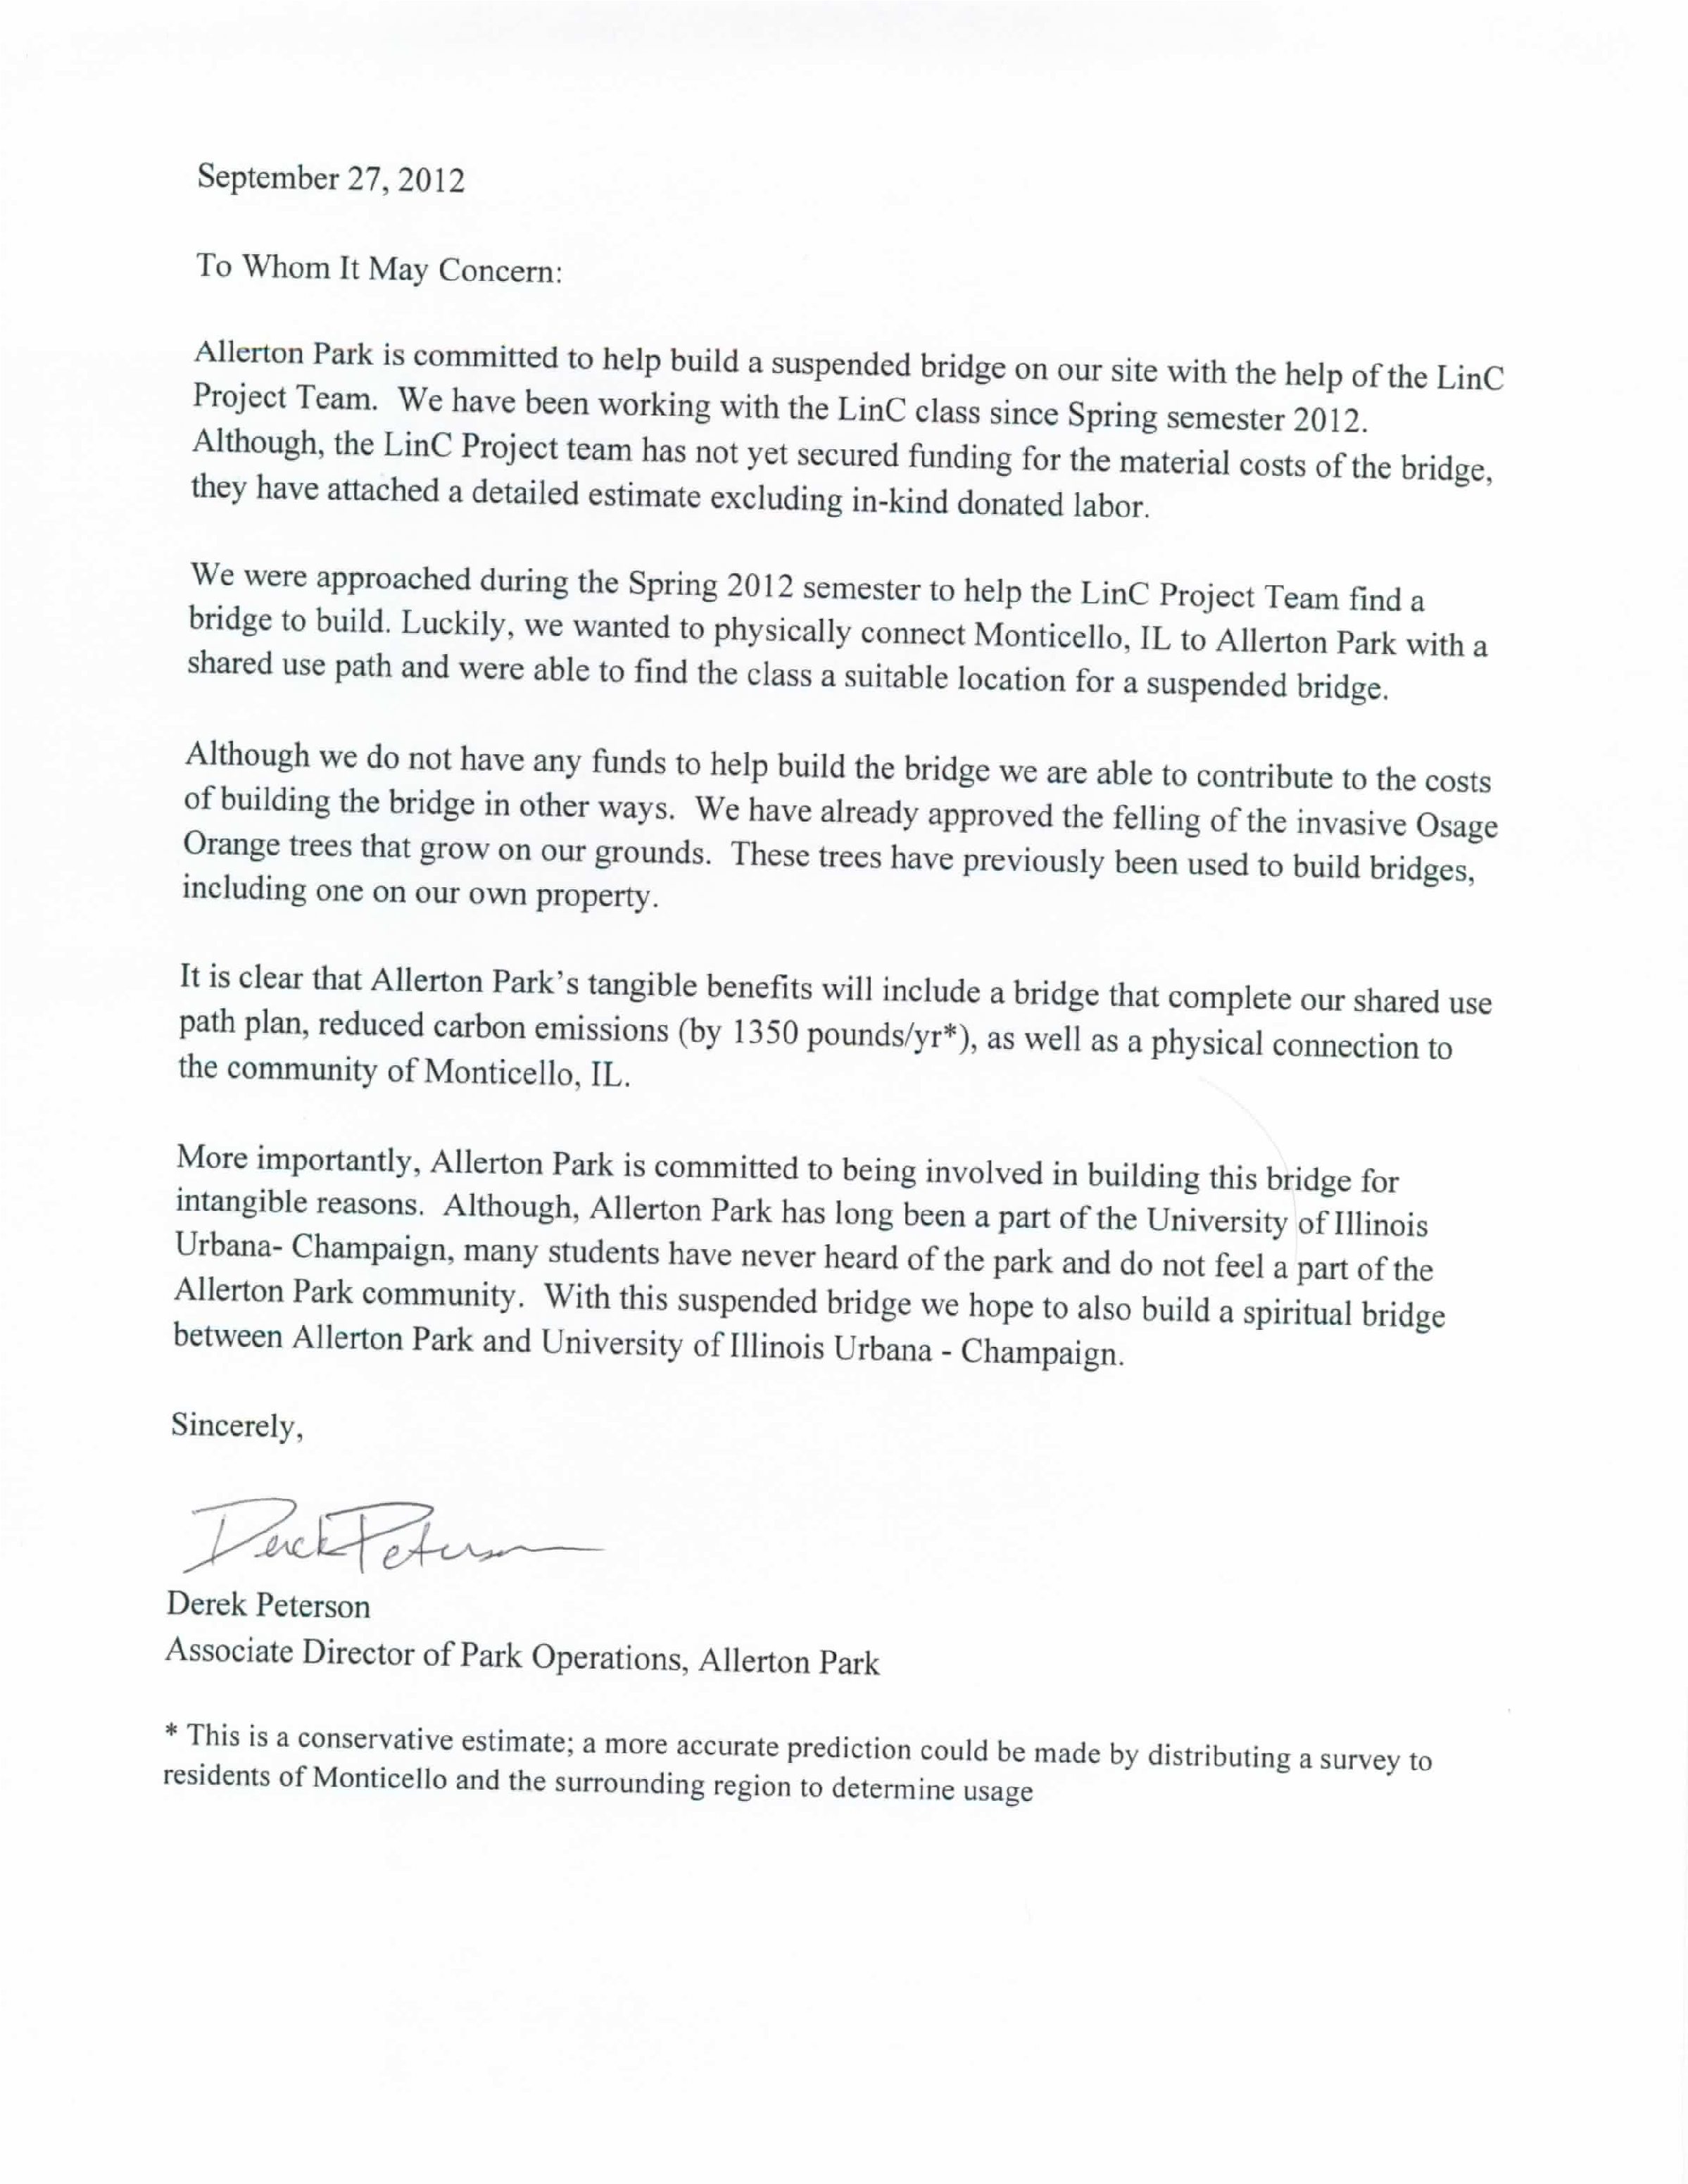 September 27, 2012
To Whom It May Concern:
Allerton Park is committed to help build a suspended bridge on our site with the help of the LinC
Project Team. We have been working with the LinC class since Spring semester 2012.
Although, the LinC Project team has not yet secured funding for the material costs of the bridge,
they have attached a detailed estimate excluding in-kind donated labor.
We were approached during the Spring 2012 semester to help the LinC Project Team find a
bridge to build. Luckily, we wanted to physically connect Monticello, IL to Allerton Park with a
shared use path and were able to find the class a suitable location for a suspended bridge.
Although we do not have any funds to help build the bridge we are able to contribute to the costs
of building the bridge in other ways. We have already approved the felling of the invasive Osage
Orange trees that grow on our grounds. These trees have previously been used to build bridges,
including one on our own property.
It is clear that Allerton Park's tangible benefits will include a bridge that complete our shared use
path plan, reduced carbon emissions (by 1350 pounds/yr*), as well as a physical connection to
the community of Monticello, IL.
More importantly, Allerton Park is committed to being involved in building this bridge for
intangible reasons. Although, Allerton Park has long been a part of the University of Illinois
Urbana- Champaign, many students have never heard of the park and do not feel a part of the
Allerton Park community. With this suspended bridge we hope to also build a spiritual bridge
between Allerton Park and University of Illinois Urbana - Champaign.
Sincerely,
Derek Peterson
Derek Peterson
Associate Director of Park Operations, Allerton Park
* This is a conservative estimate; a more accurate prediction could be made by distributing a survey to
residents of Monticello and the surrounding region to determine usage